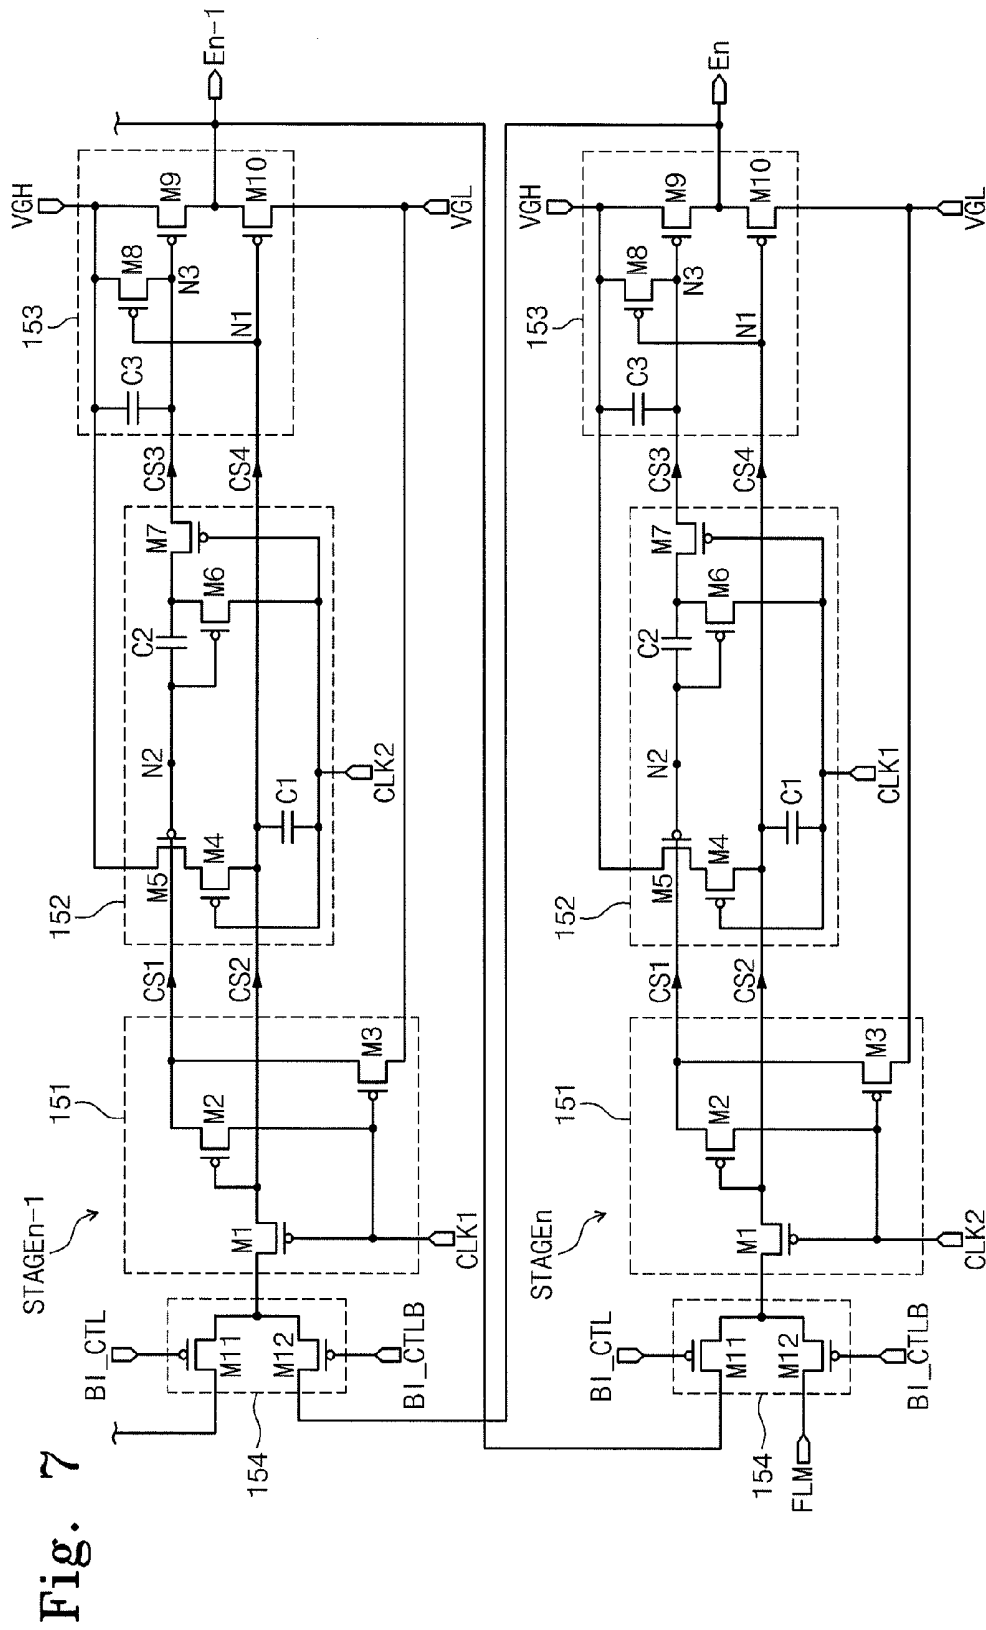 Fig. 7
STAGEn-1
BI_CTL
M11
M12
BI_CTLB
154
151
M1
M2
M3
CLK1
CS1
CS2
152
M5
M4
N2
C1
CLK2
C2
M6
M7
CS3
CS4
153
C3
M8
N3
N1
VGH
M9
M10
VGL
En-1
STAGEn
BI_CTL
M11
M12
BI_CTLB
154
FLM
151
M1
M2
M3
CLK2
CS1
CS2
152
M5
M4
N2
C1
CLK1
C2
M6
M7
CS3
CS4
153
C3
M8
N3
N1
VGH
M9
M10
VGL
En